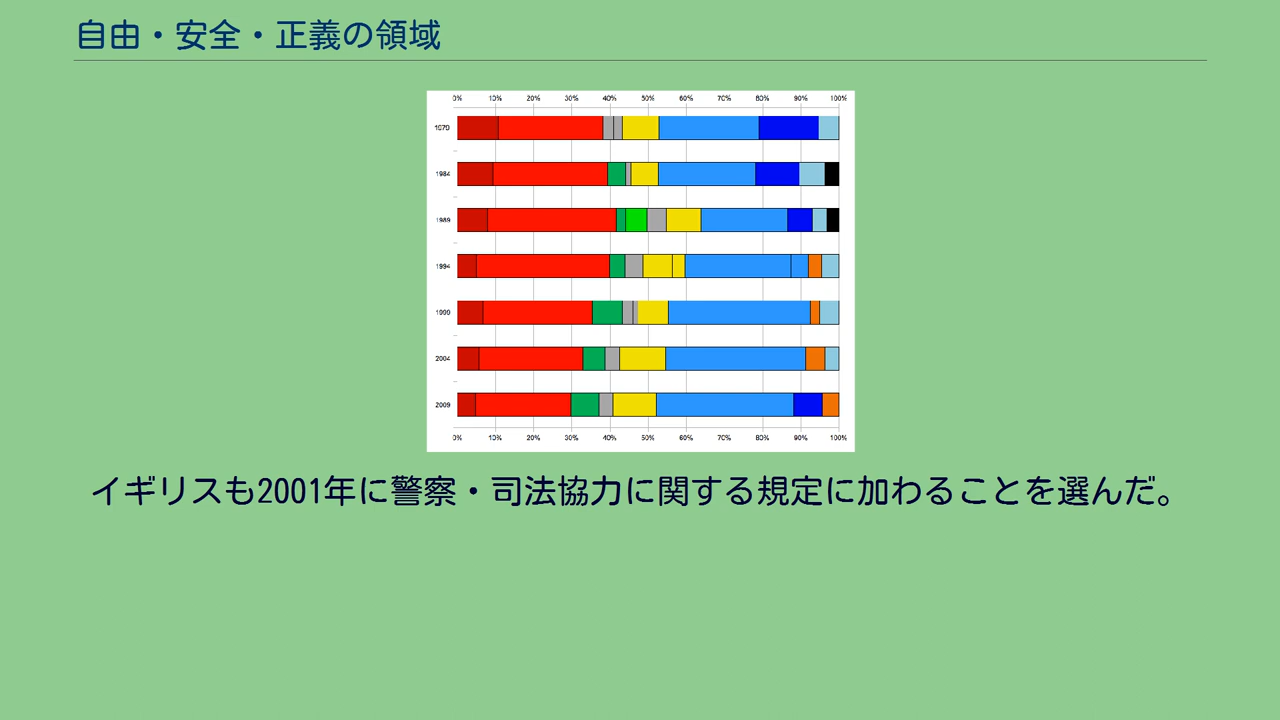 自由・安全・正義の領域
0% 10% 20% 30% 40% 50% 60% 70% 80% 90% 100%
1979
1984
1989
1994
1999
2004
2009
0% 10% 20% 30% 40% 50% 60% 70% 80% 90% 100%
イギリスも2001年に警察・司法協力に関する規定に加わることを選んだ。